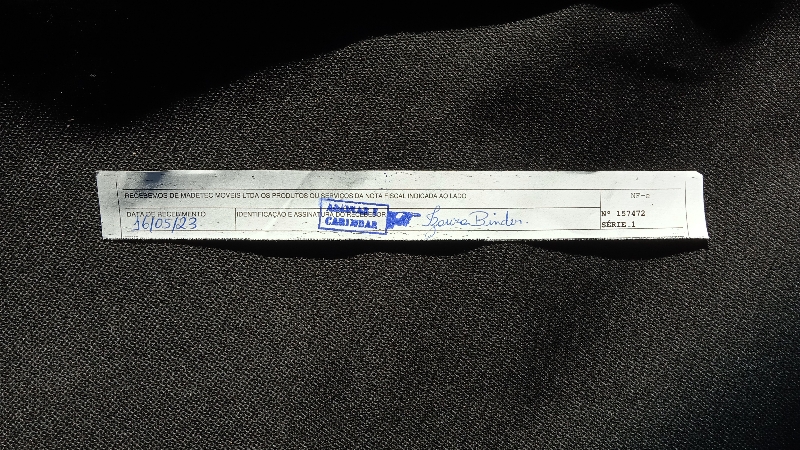 RECEBEMOS DE MADETEC MOVEIS LTDA OS PRODUTOS OU SERVIÇOS DA NOTA FISCAL INDICADA AO LADO
NF-e
DATA DE RECEBIMENTO
IDENTIFICAÇÃO E ASSINATURA DO RECEBEDOR
16/05/23
CARIMBAR
Binder
Nº 157472
SÉRIE 1